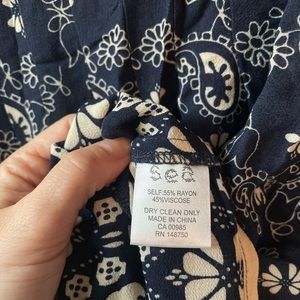 sea
SELF:55% RAYON
45%VISCOSE
DRY CLEAN ONLY
MADE IN CHINA
CA 00985
RN 148750